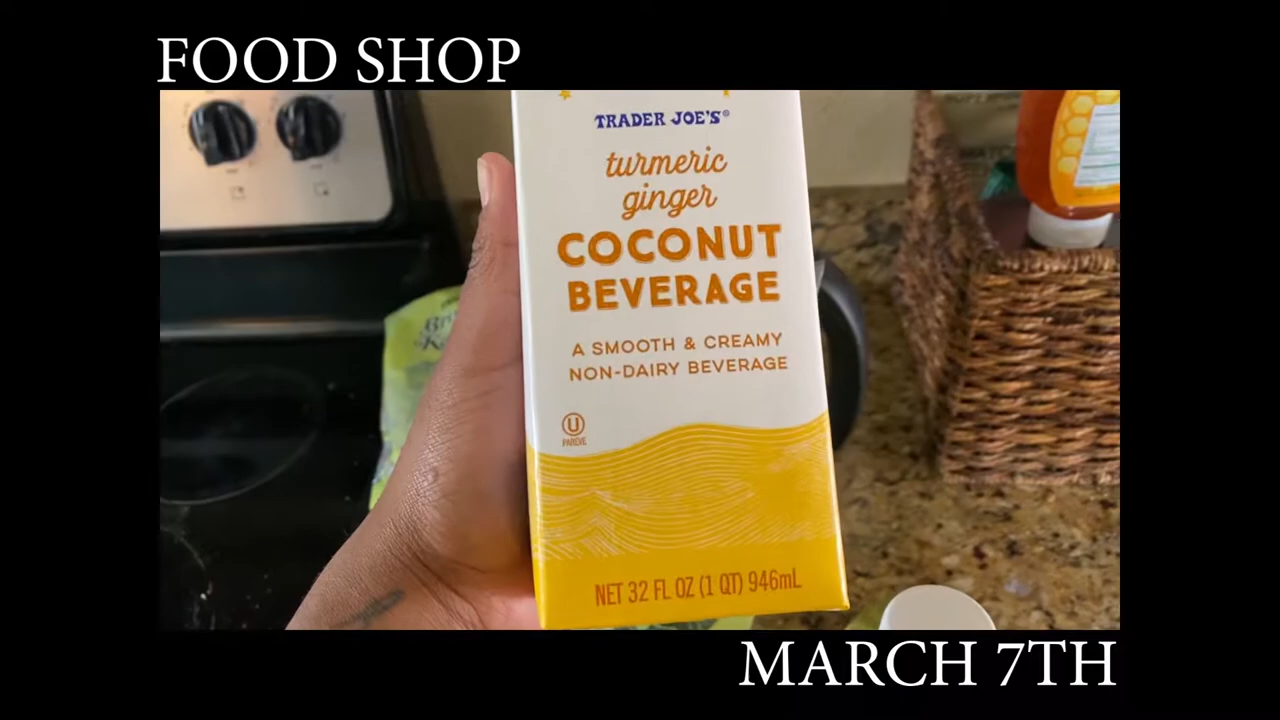 FOOD SHOP
TRADER JOE'S®
turmeric
ginger
COCONUT
BEVERAGE
A SMOOTH & CREAMY
NON-DAIRY BEVERAGE
U
PAREVE
NET 32 FL OZ (1 QT) 946mL
MARCH 7TH